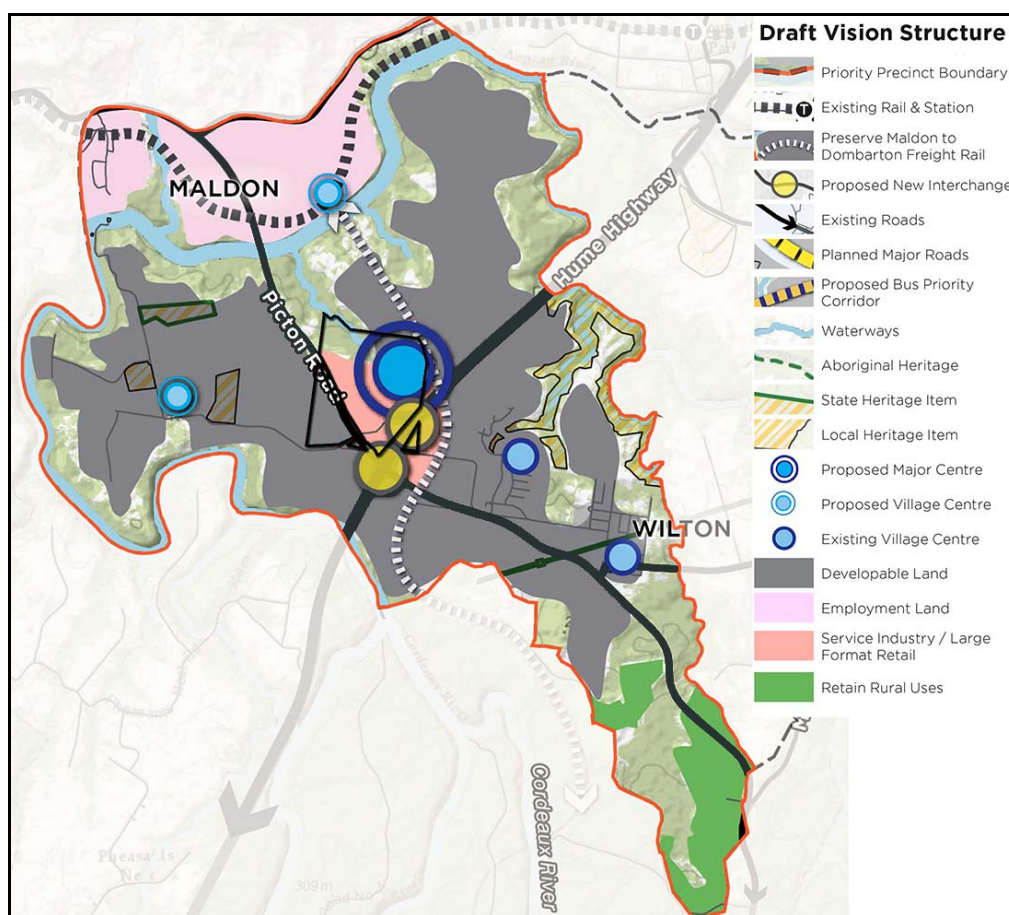 Draft Vision Structure
Priority Precinct Boundary
Existing Rail & Station
T
Preserve Maldon to
Dombarton Freight Rail
Proposed New Interchange
Existing Roads
Planned Major Roads
Proposed Bus Priority
Corridor
Waterways
Aboriginal Heritage
State Heritage Item
Local Heritage Item
Proposed Major Centre
Proposed Village Centre
Existing Village Centre
Developable Land
Employment Land
Service Industry / Large
Format Retail
Retain Rural Uses
T
MALDON
Hume Highway
Picton Road
WILTON
Cordeaux River
Cordeaux River
309 m